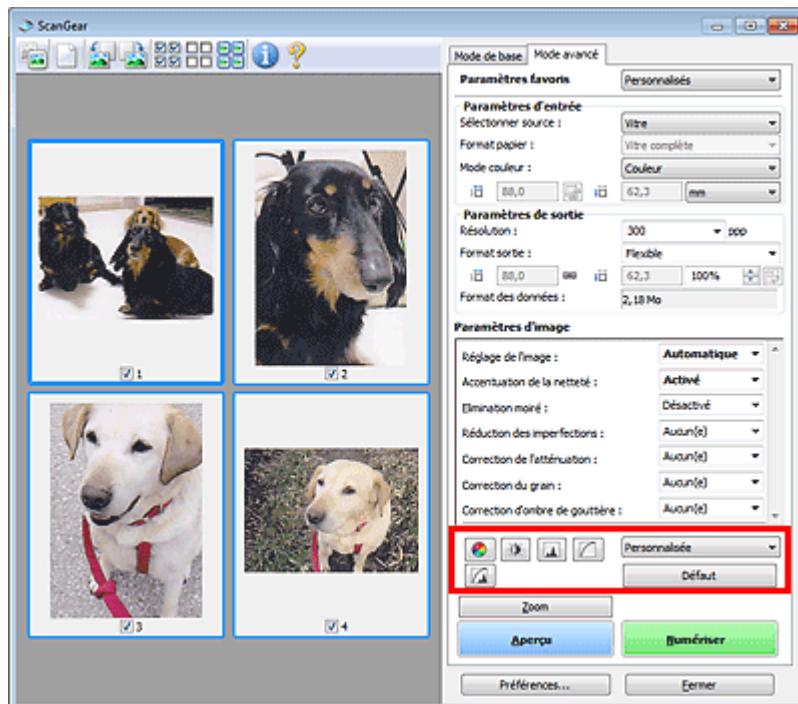 ScanGear
Mode de base Mode avancé
Paramètres favoris Personnalisés
Paramètres d'entrée
Sélectionner source : Vitre
Format papier : Vitre complète
Mode couleur : Couleur
88,0 62,3 mm
Paramètres de sortie
Résolution : 300 ppp
Format sortie : Flexible
88,0 62,3 100%
Format des données : 2,18 Mo
Paramètres d'image
Réglage de l'image : Automatique
Accentuation de la netteté : Activé
Elimination moiré : Désactivé
Réduction des imperfections : Aucun(e)
Correction de l'atténuation : Aucun(e)
Correction du grain : Aucun(e)
Correction d'ombre de gouttière : Aucun(e)
Personnalisée
Défaut
Zoom
Aperçu Numériser
Préférences... Fermer
1 2
3 4